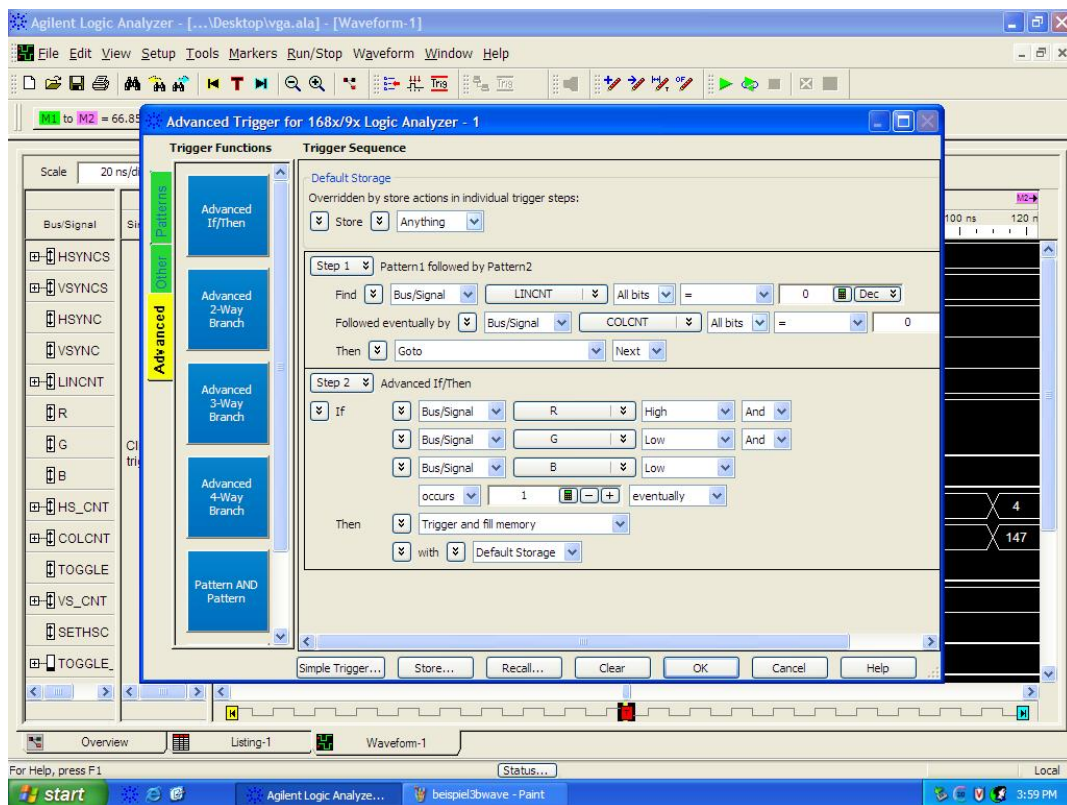 Agilent Logic Analyzer - [...\Desktop\vga.ala] - [Waveform-1]
File Edit View Setup Tools Markers Run/Stop Waveform Window Help
T Trig Trig
M1 to M2 = 66.85
Advanced Trigger for 168x/9x Logic Analyzer - 1
Trigger Functions Trigger Sequence
Scale 20 ns/di
Bus/Signal Si
HSYNCS
VSYNCS
HSYNC
VSYNC
LINCNT
R
G
B
HS_CNT
COLCNT
TOGGLE
VS_CNT
SETHSC
TOGGLE_
Patterns
Other
Advanced
Advanced If/Then
Advanced 2-Way Branch
Advanced 3-Way Branch
Advanced 4-Way Branch
Pattern AND Pattern
Default Storage
Overridden by store actions in individual trigger steps:
Store Anything
Step 1 Pattern1 followed by Pattern2
Find Bus/Signal LINCNT All bits = 0 Dec
Followed eventually by Bus/Signal COLCNT All bits = 0
Then Goto Next
Step 2 Advanced If/Then
If Bus/Signal R High And
Bus/Signal G Low And
Bus/Signal B Low
occurs 1 eventually
Then Trigger and fill memory
with Default Storage
Simple Trigger... Store... Recall... Clear OK Cancel Help
M2
100 ns 120 n
4
147
Overview Listing-1 Waveform-1
For Help, press F1 Status... Local
start Agilent Logic Analyze... beispiel3bwave - Paint 3:59 PM